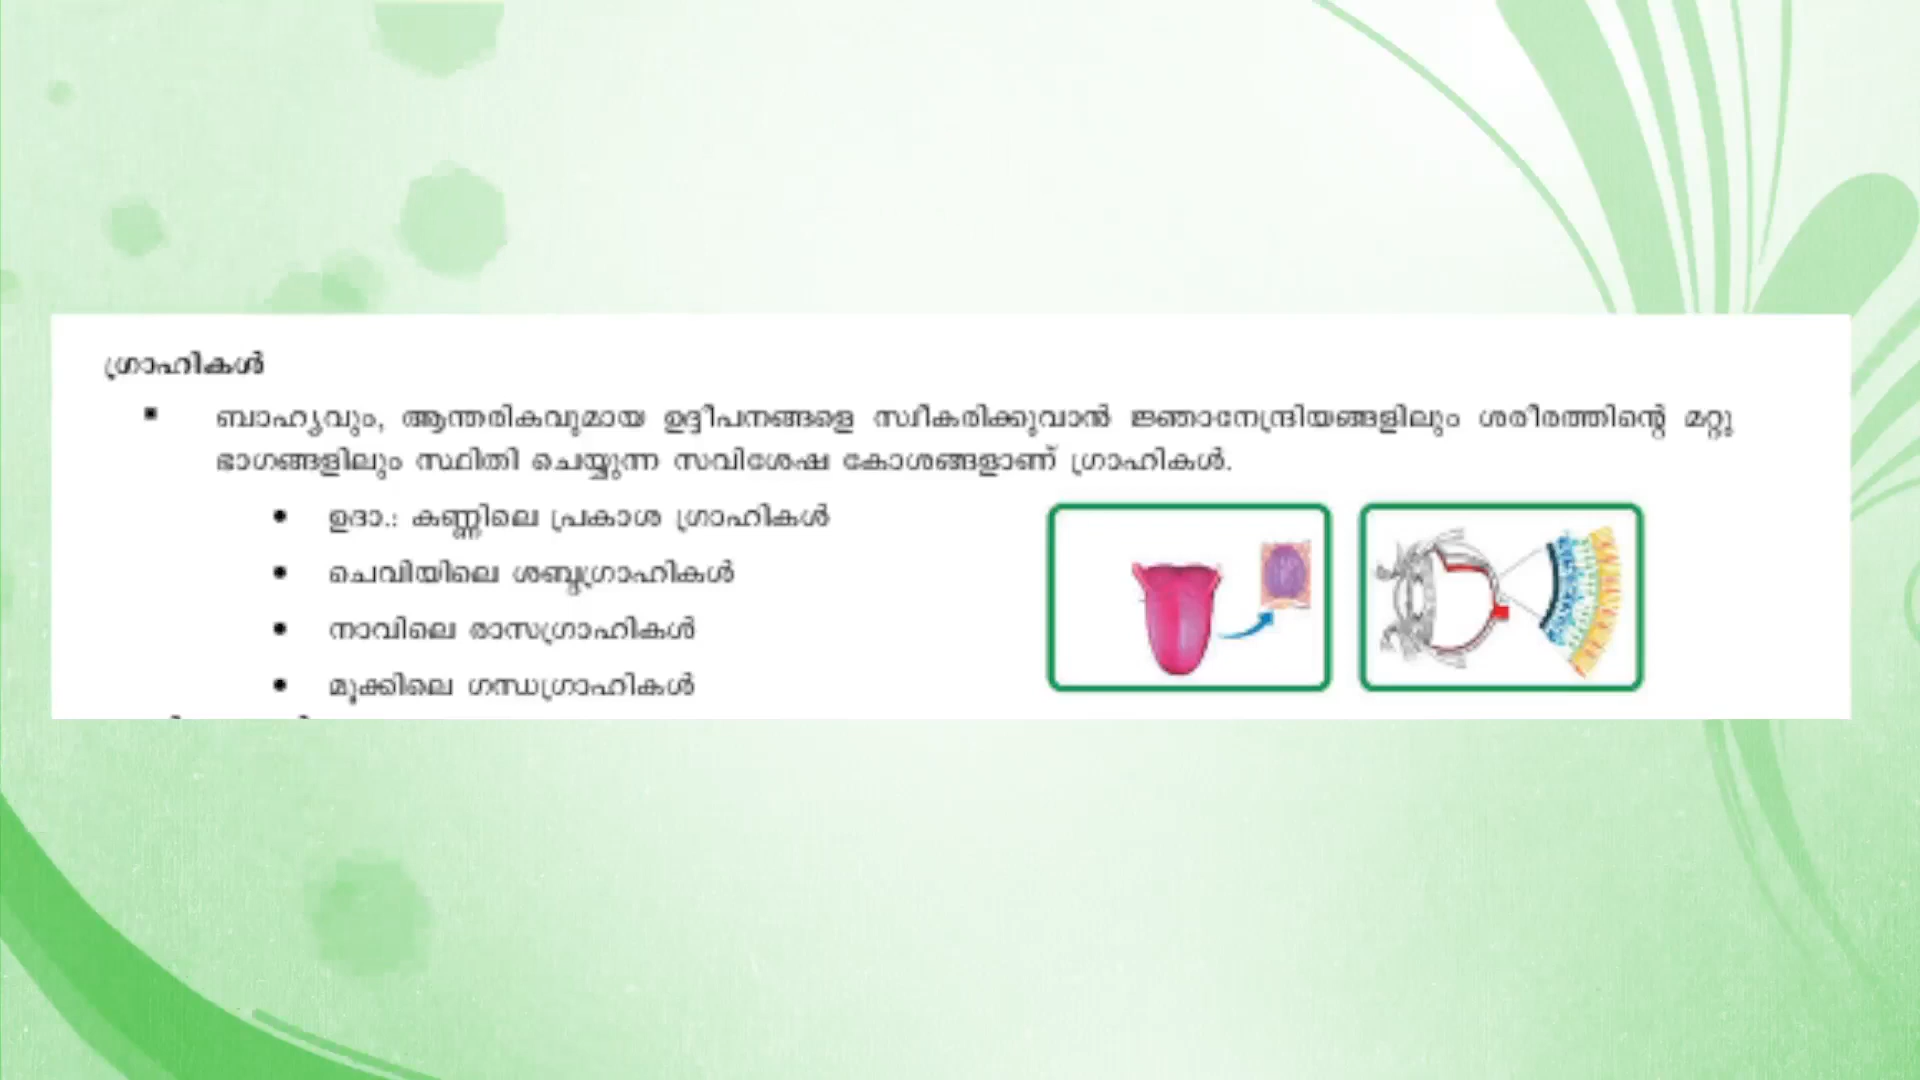 ഗ്രാഹികൾ
▪ ബാഹ്യവും, ആന്തരികവുമായ ഉദ്ദീപനങ്ങളെ സ്വീകരിക്കുവാൻ ജ്ഞാനേന്ദ്രിയങ്ങളിലും ശരീരത്തിന്റെ മറ്റു
ഭാഗങ്ങളിലും സ്ഥിതി ചെയ്യുന്ന സവിശേഷ കോശങ്ങളാണ് ഗ്രാഹികൾ.
• ഉദാ.: കണ്ണിലെ പ്രകാശ ഗ്രാഹികൾ
• ചെവിയിലെ ശബ്ദഗ്രാഹികൾ
• നാവിലെ രാസഗ്രാഹികൾ
• മൂക്കിലെ ഗന്ധഗ്രാഹികൾ